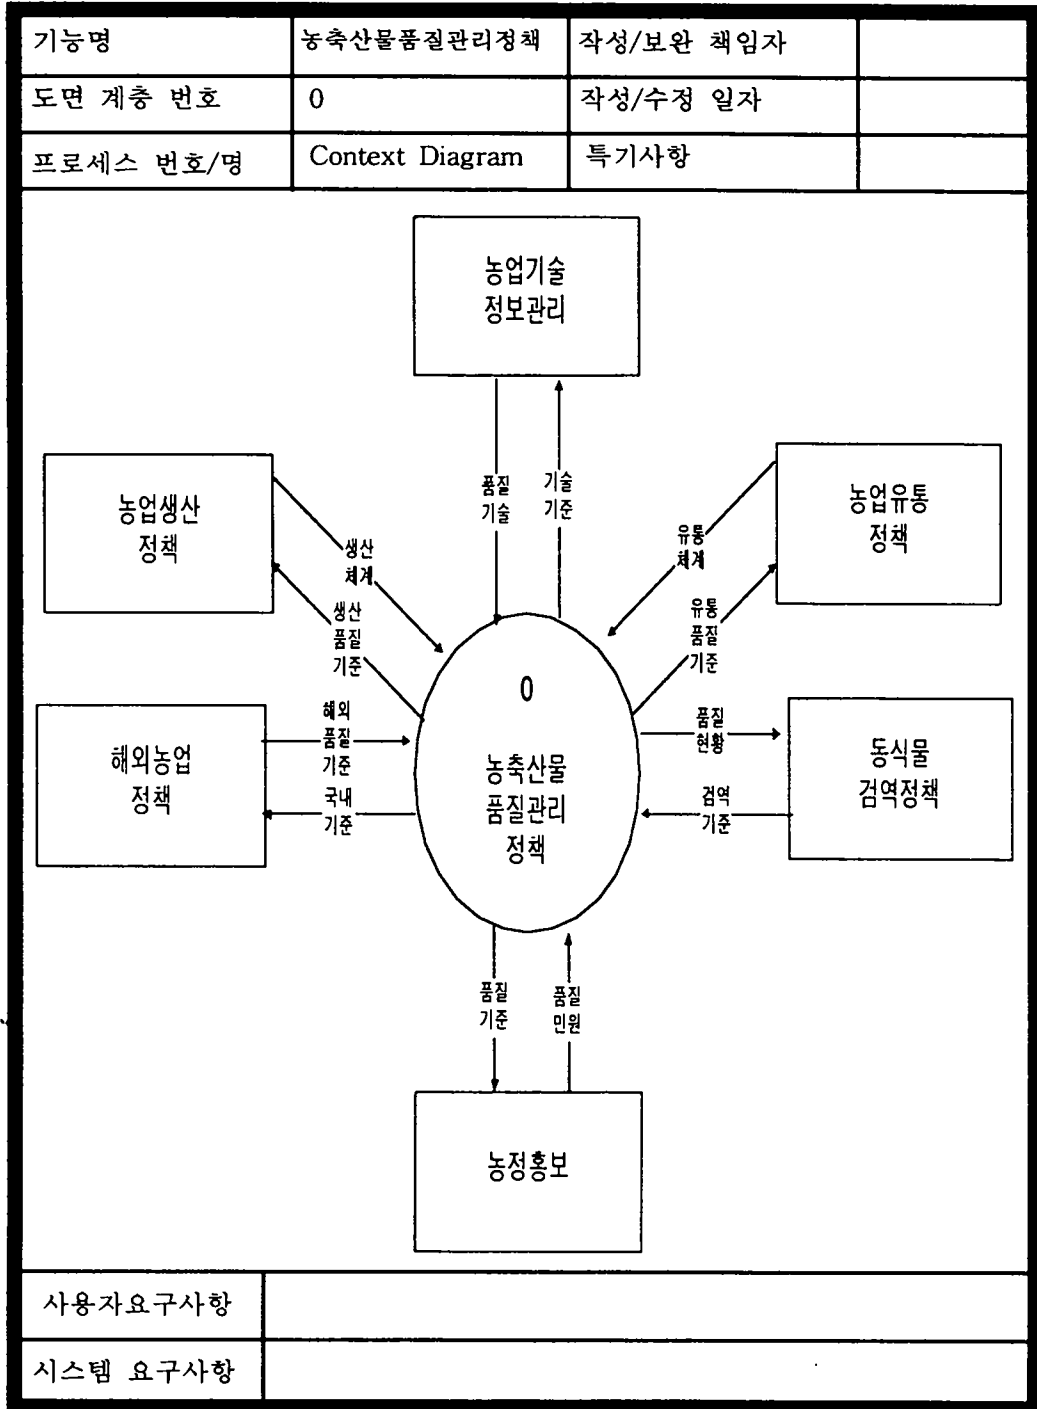 기능명 농축산물품질관리정책 작성/보완 책임자
도면 계층 번호 0 작성/수정 일자
프로세스 번호/명 Context Diagram 특기사항
농업기술
정보관리
품질
기술
기술
기준
농업생산
정책
생산
체계
생산
품질
기준
농업유통
정책
유통
체계
유통
품질
기준
0
농축산물
품질관리
정책
해외농업
정책
해외
품질
기준
국내
기준
품질
현황
검역
기준
동식물
검역정책
품질
기준
품질
민원
농정홍보
사용자요구사항
시스템 요구사항